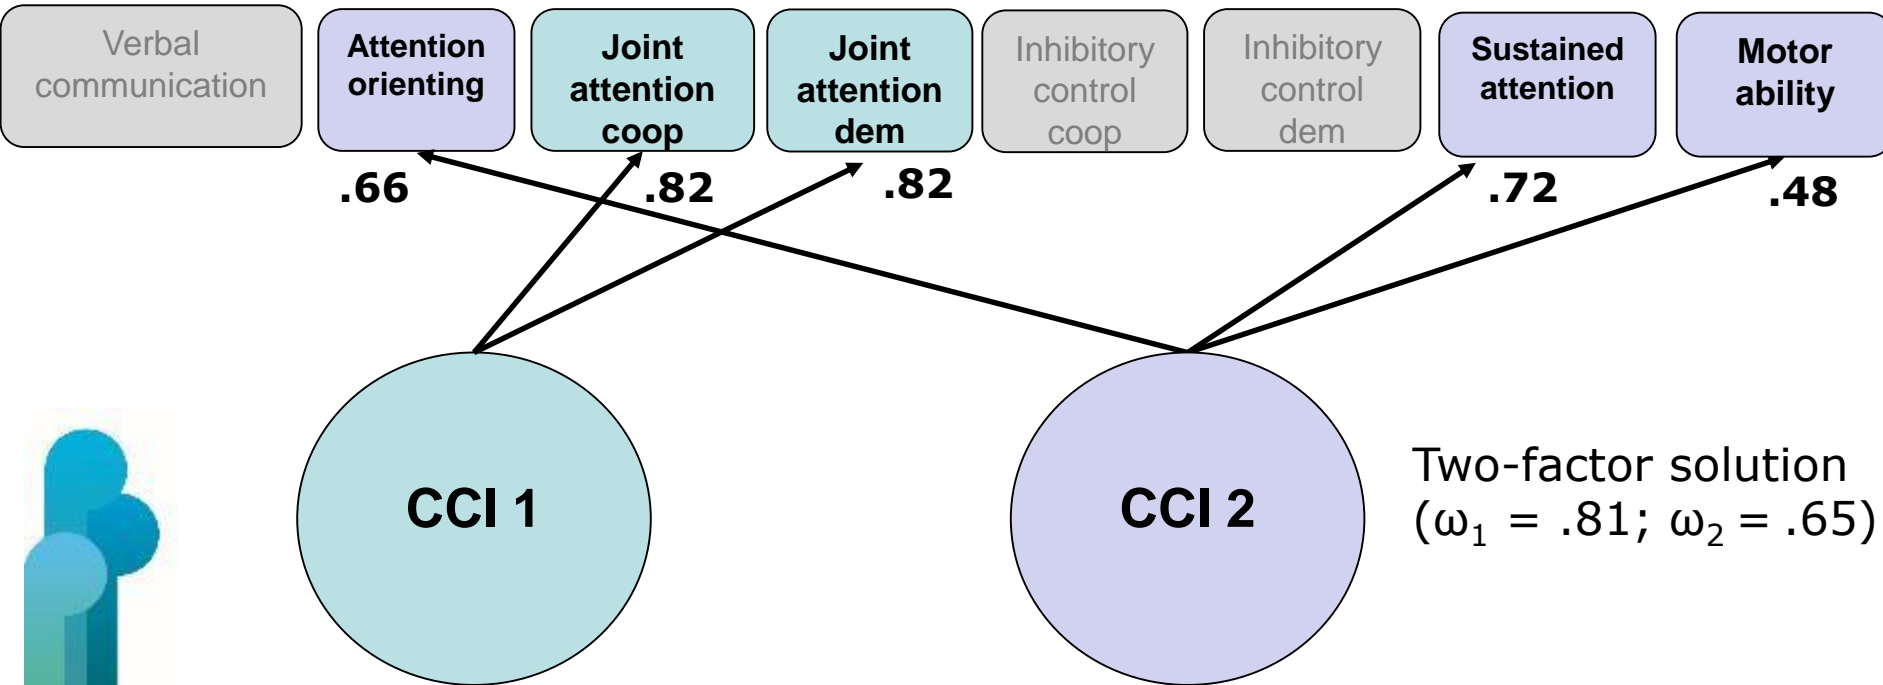 Verbal
communication
Attention
orienting
Joint
attention
coop
Joint
attention
dem
Inhibitory
control
coop
Inhibitory
control
dem
Sustained
attention
Motor
ability
.66
.82
.82
.72
.48
CCI 1
CCI 2
Two-factor solution
(ω₁ = .81; ω₂ = .65)